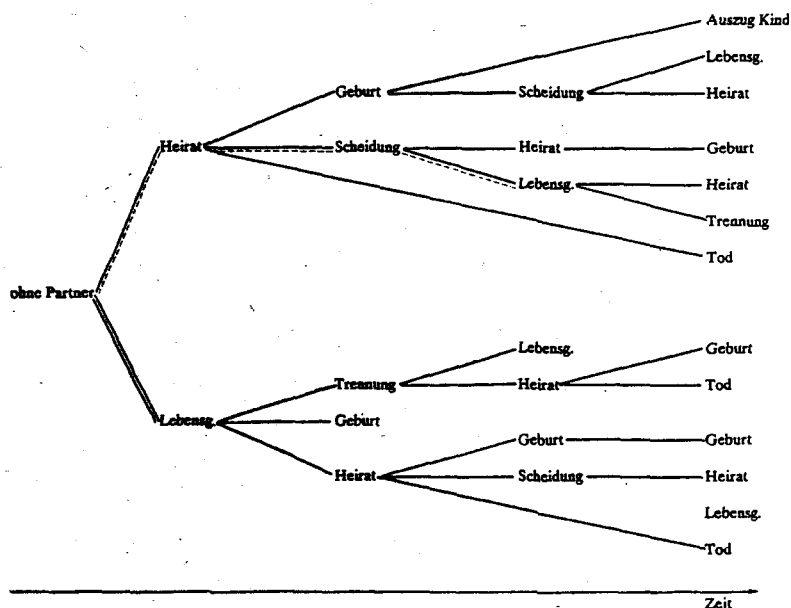 Auszug Kind
Lebensg.
Geburt Scheidung Heirat
Heirat Scheidung Heirat Geburt
Lebensg. Heirat
Trennung
Tod
ohne Partner
Lebensg. Geburt
Trennung Heirat Tod
Lebensg. Geburt
Geburt Geburt
Heirat Scheidung Heirat
Lebensg.
Tod
Zeit